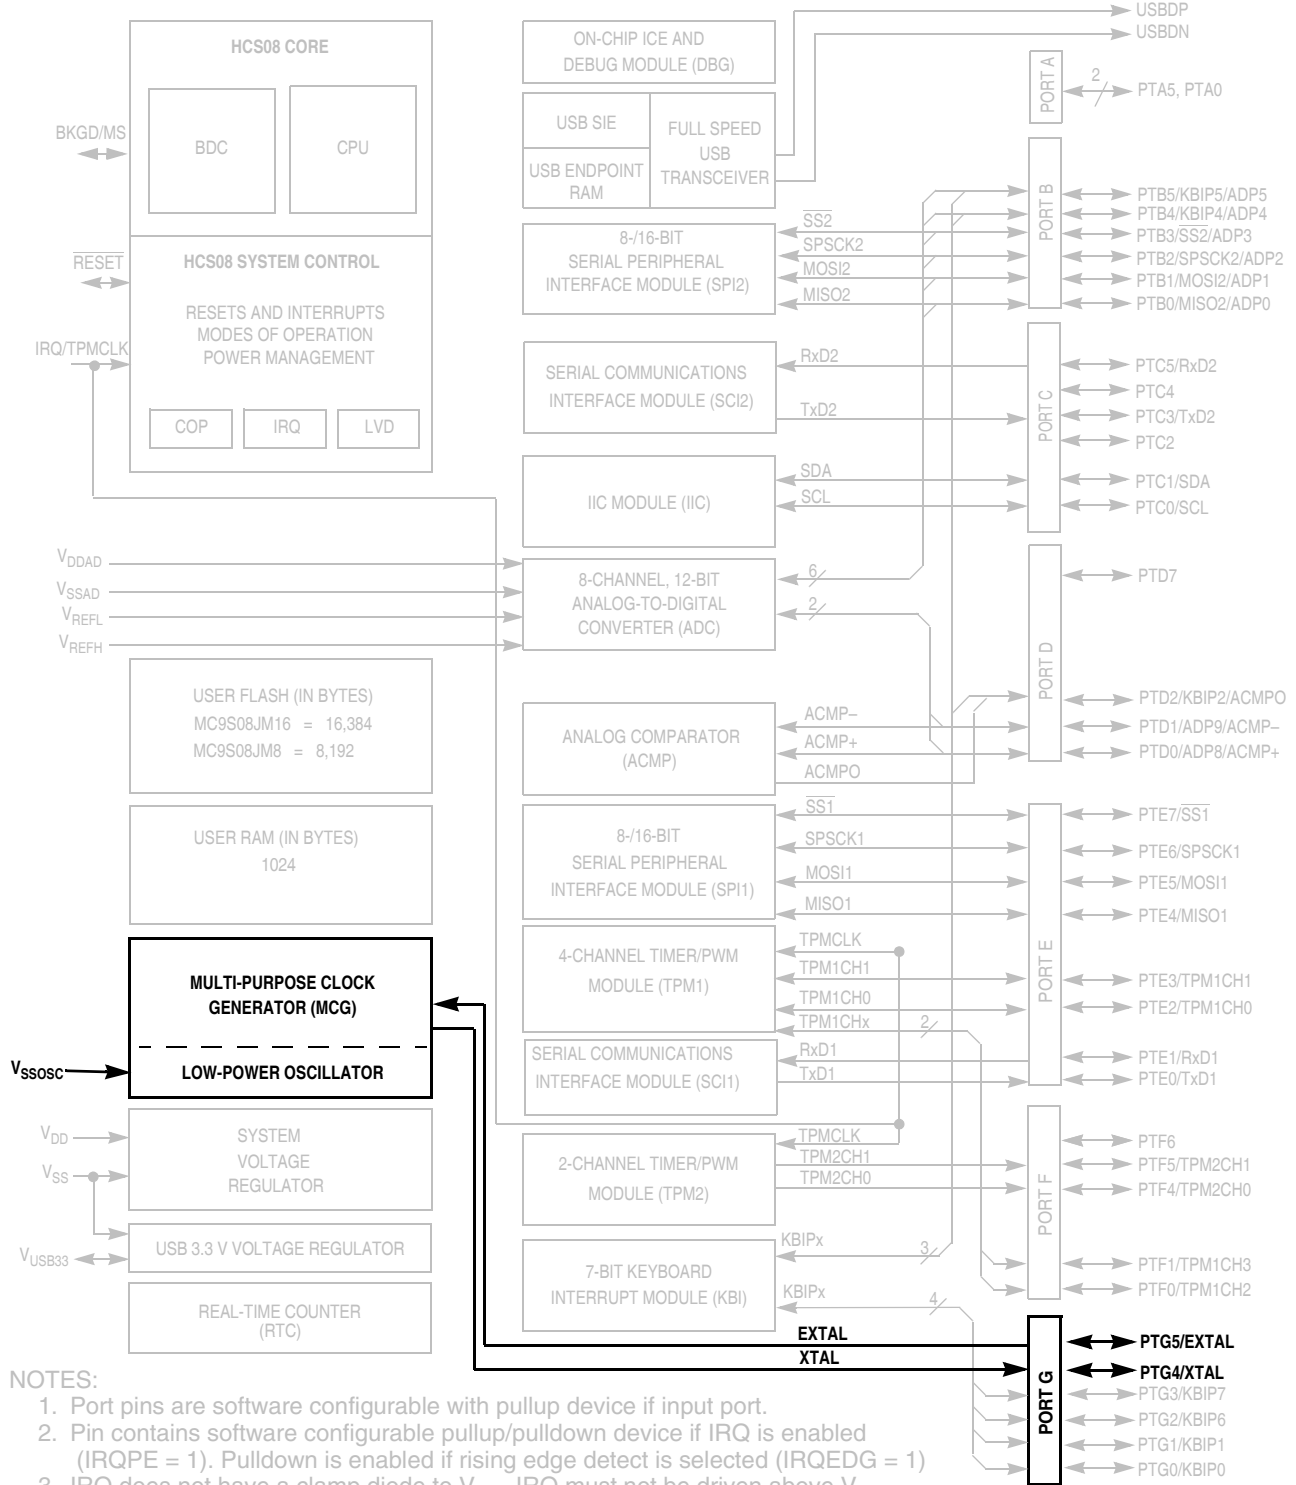 HCS08 CORE
BDC
CPU
BKGD/MS
RESET
HCS08 SYSTEM CONTROL
RESETS AND INTERRUPTS
MODES OF OPERATION
POWER MANAGEMENT
IRQ/TPMCLK
COP
IRQ
LVD
VDDAD
VSSAD
VREFL
VREFH
USER FLASH (IN BYTES)
MC9S08JM16 = 16,384
MC9S08JM8 = 8,192
USER RAM (IN BYTES)
1024
MULTI-PURPOSE CLOCK
GENERATOR (MCG)
LOW-POWER OSCILLATOR
VSSOSC
VDD
VSS
SYSTEM
VOLTAGE
REGULATOR
VUSB33
USB 3.3 V VOLTAGE REGULATOR
REAL-TIME COUNTER
(RTC)
ON-CHIP ICE AND
DEBUG MODULE (DBG)
USB SIE
USB ENDPOINT
RAM
FULL SPEED
USB
TRANSCEIVER
USBDP
USBDN
8-/16-BIT
SERIAL PERIPHERAL
INTERFACE MODULE (SPI2)
SS2
SPSCK2
MOSI2
MISO2
SERIAL COMMUNICATIONS
INTERFACE MODULE (SCI2)
RxD2
TxD2
IIC MODULE (IIC)
SDA
SCL
8-CHANNEL, 12-BIT
ANALOG-TO-DIGITAL
CONVERTER (ADC)
6
2
ANALOG COMPARATOR
(ACMP)
ACMP–
ACMP+
ACMPO
8-/16-BIT
SERIAL PERIPHERAL
INTERFACE MODULE (SPI1)
SS1
SPSCK1
MOSI1
MISO1
4-CHANNEL TIMER/PWM
MODULE (TPM1)
TPMCLK
TPM1CH1
TPM1CH0
TPM1CHx
2
SERIAL COMMUNICATIONS
INTERFACE MODULE (SCI1)
RxD1
TxD1
2-CHANNEL TIMER/PWM
MODULE (TPM2)
TPMCLK
TPM2CH1
TPM2CH0
7-BIT KEYBOARD
INTERRUPT MODULE (KBI)
KBIPx
3
KBIPx
4
EXTAL
XTAL
PORT A
2
PTA5, PTA0
PORT B
PTB5/KBIP5/ADP5
PTB4/KBIP4/ADP4
PTB3/SS2/ADP3
PTB2/SPSCK2/ADP2
PTB1/MOSI2/ADP1
PTB0/MISO2/ADP0
PORT C
PTC5/RxD2
PTC4
PTC3/TxD2
PTC2
PTC1/SDA
PTC0/SCL
PORT D
PTD7
PTD2/KBIP2/ACMPO
PTD1/ADP9/ACMP–
PTD0/ADP8/ACMP+
PORT E
PTE7/SS1
PTE6/SPSCK1
PTE5/MOSI1
PTE4/MISO1
PTE3/TPM1CH1
PTE2/TPM1CH0
PTE1/RxD1
PTE0/TxD1
PORT F
PTF6
PTF5/TPM2CH1
PTF4/TPM2CH0
PTF1/TPM1CH3
PTF0/TPM1CH2
PORT G
PTG5/EXTAL
PTG4/XTAL
PTG3/KBIP7
PTG2/KBIP6
PTG1/KBIP1
PTG0/KBIP0
NOTES:
1. Port pins are software configurable with pullup device if input port.
2. Pin contains software configurable pullup/pulldown device if IRQ is enabled
(IRQPE = 1). Pulldown is enabled if rising edge detect is selected (IRQEDG = 1)
3. IRQ does not have a clamp diode to V IRQ must not be driven above V